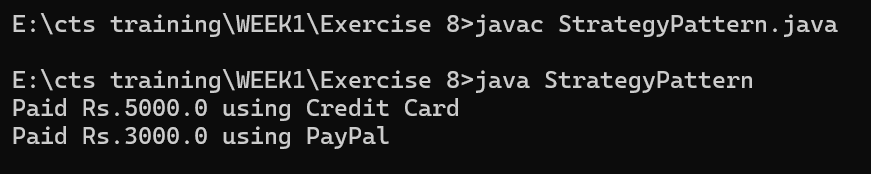 E:\cts training\WEEK1\Exercise 8>javac StrategyPattern.java
E:\cts training\WEEK1\Exercise 8>java StrategyPattern
Paid Rs.5000.0 using Credit Card
Paid Rs.3000.0 using PayPal